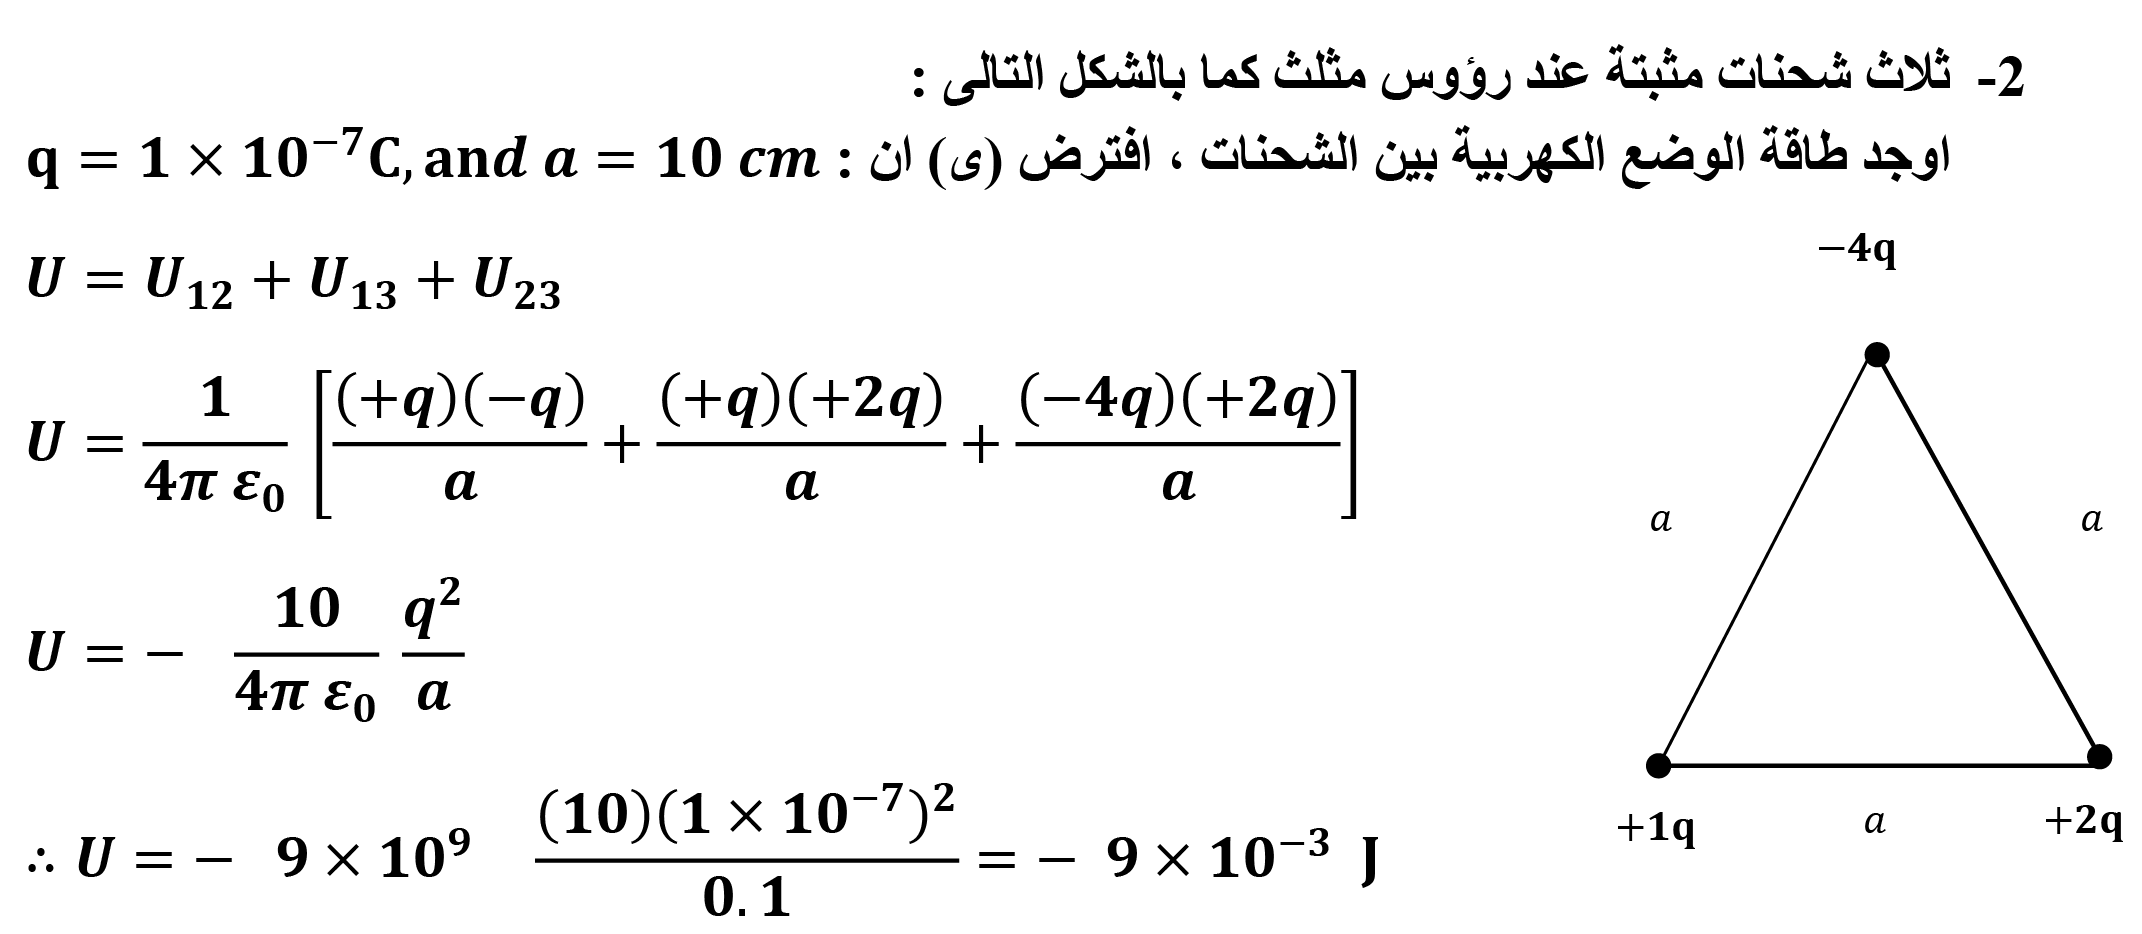 2- ثلاث شحنات مثبتة عند رؤوس مثلث كما بالشكل التالى :
اوجد طاقة الوضع الكهربية بين الشحنات ، افترض (ى) ان : q = 1 × 10⁻⁷C, and a = 10 cm
U = U₁₂ + U₁₃ + U₂₃
U = 1/(4π ε₀) [(+q)(−q)/a + (+q)(+2q)/a + (−4q)(+2q)/a]
U = − 10/(4π ε₀) q²/a
∴ U = − 9 × 10⁹ (10)(1 × 10⁻⁷)²/0.1 = − 9 × 10⁻³ J
−4q
a
a
+1q
a
+2q